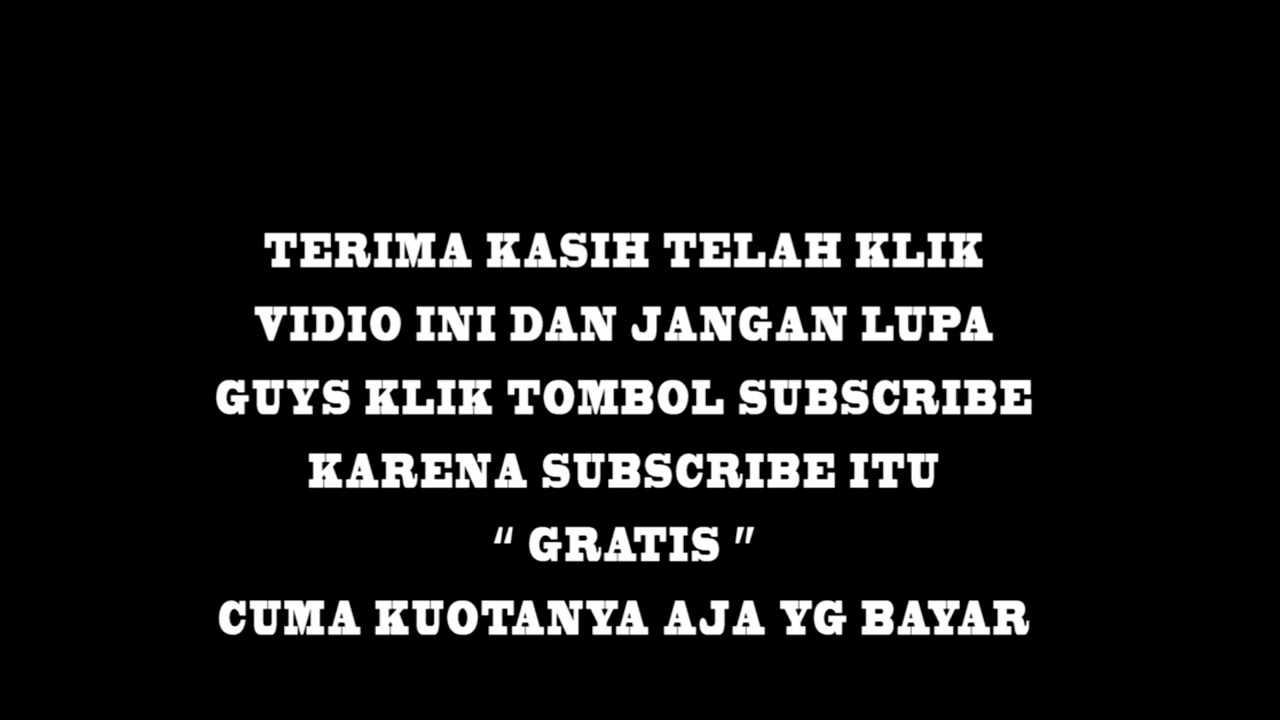 TERIMA KASIH TELAH KLIK
VIDIO INI DAN JANGAN LUPA
GUYS KLIK TOMBOL SUBSCRIBE
KARENA SUBSCRIBE ITU
“ GRATIS ”
CUMA KUOTANYA AJA YG BAYAR